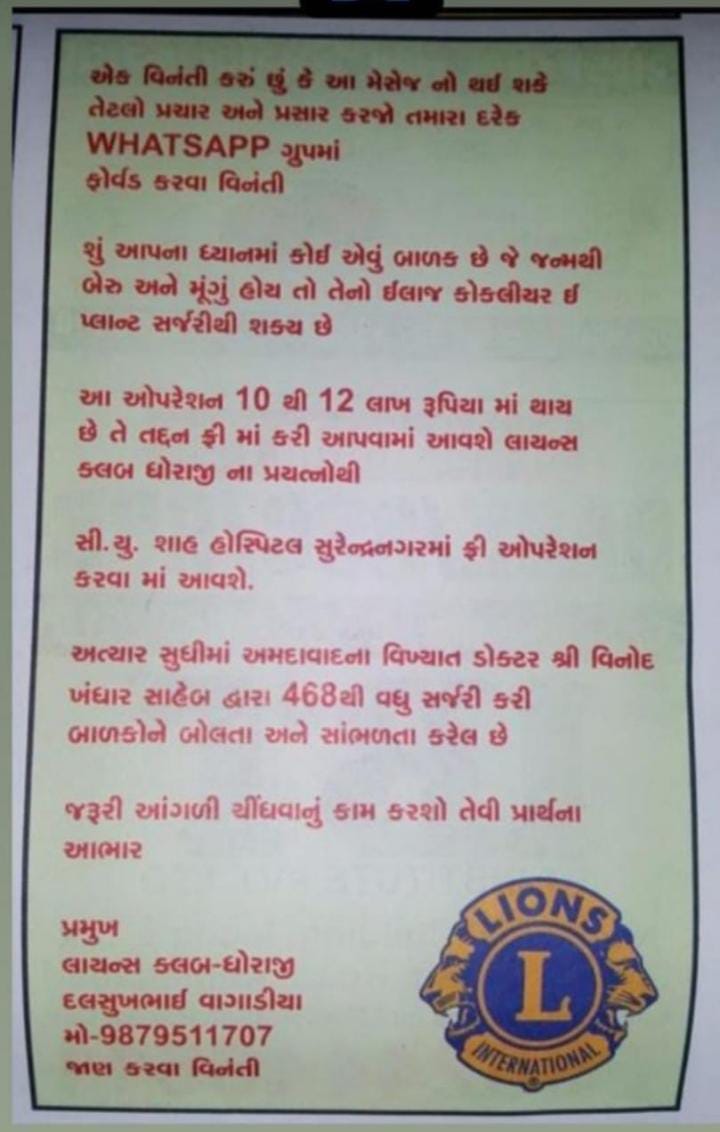 એક વિનંતી કરું છું કે આ મેસેજ નો થઈ શકે
તેટલો પ્રચાર અને પ્રસાર કરજો તમારા દરેક
WHATSAPP ગ્રુપમાં
ફોર્વડ કરવા વિનંતી
શું આપના ધ્યાનમાં કોઈ એવું બાળક છે જે જન્મથી
બેરુ અને મૂંગું હોય તો તેનો ઈલાજ કોકલીયર ઈ
પ્લાન્ટ સર્જરીથી શક્ય છે
આ ઓપરેશન 10 થી 12 લાખ રૂપિયા માં થાય
છે તે તદ્દન ફ્રી માં કરી આપવામાં આવશે લાયન્સ
ક્લબ ધોરાજી ના પ્રયત્નોથી
સી.યુ. શાહ હોસ્પિટલ સુરેન્દ્રનગરમાં ફ્રી ઓપરેશન
કરવા માં આવશે.
અત્યાર સુધીમાં અમદાવાદના વિખ્યાત ડોક્ટર શ્રી વિનોદ
ખંધાર સાહેબ દ્વારા 468થી વધુ સર્જરી કરી
બાળકોને બોલતા અને સાંભળતા કરેલ છે
જરૂરી આંગળી ચીંધવાનું કામ કરશો તેવી પ્રાર્થના
આભાર
પ્રમુખ
લાયન્સ ક્લબ-ધોરાજી
દલસુખભાઈ વાગાડીયા
મો-9879511707
જાણ કરવા વિનંતી
LIONS
L
INTERNATIONAL
®